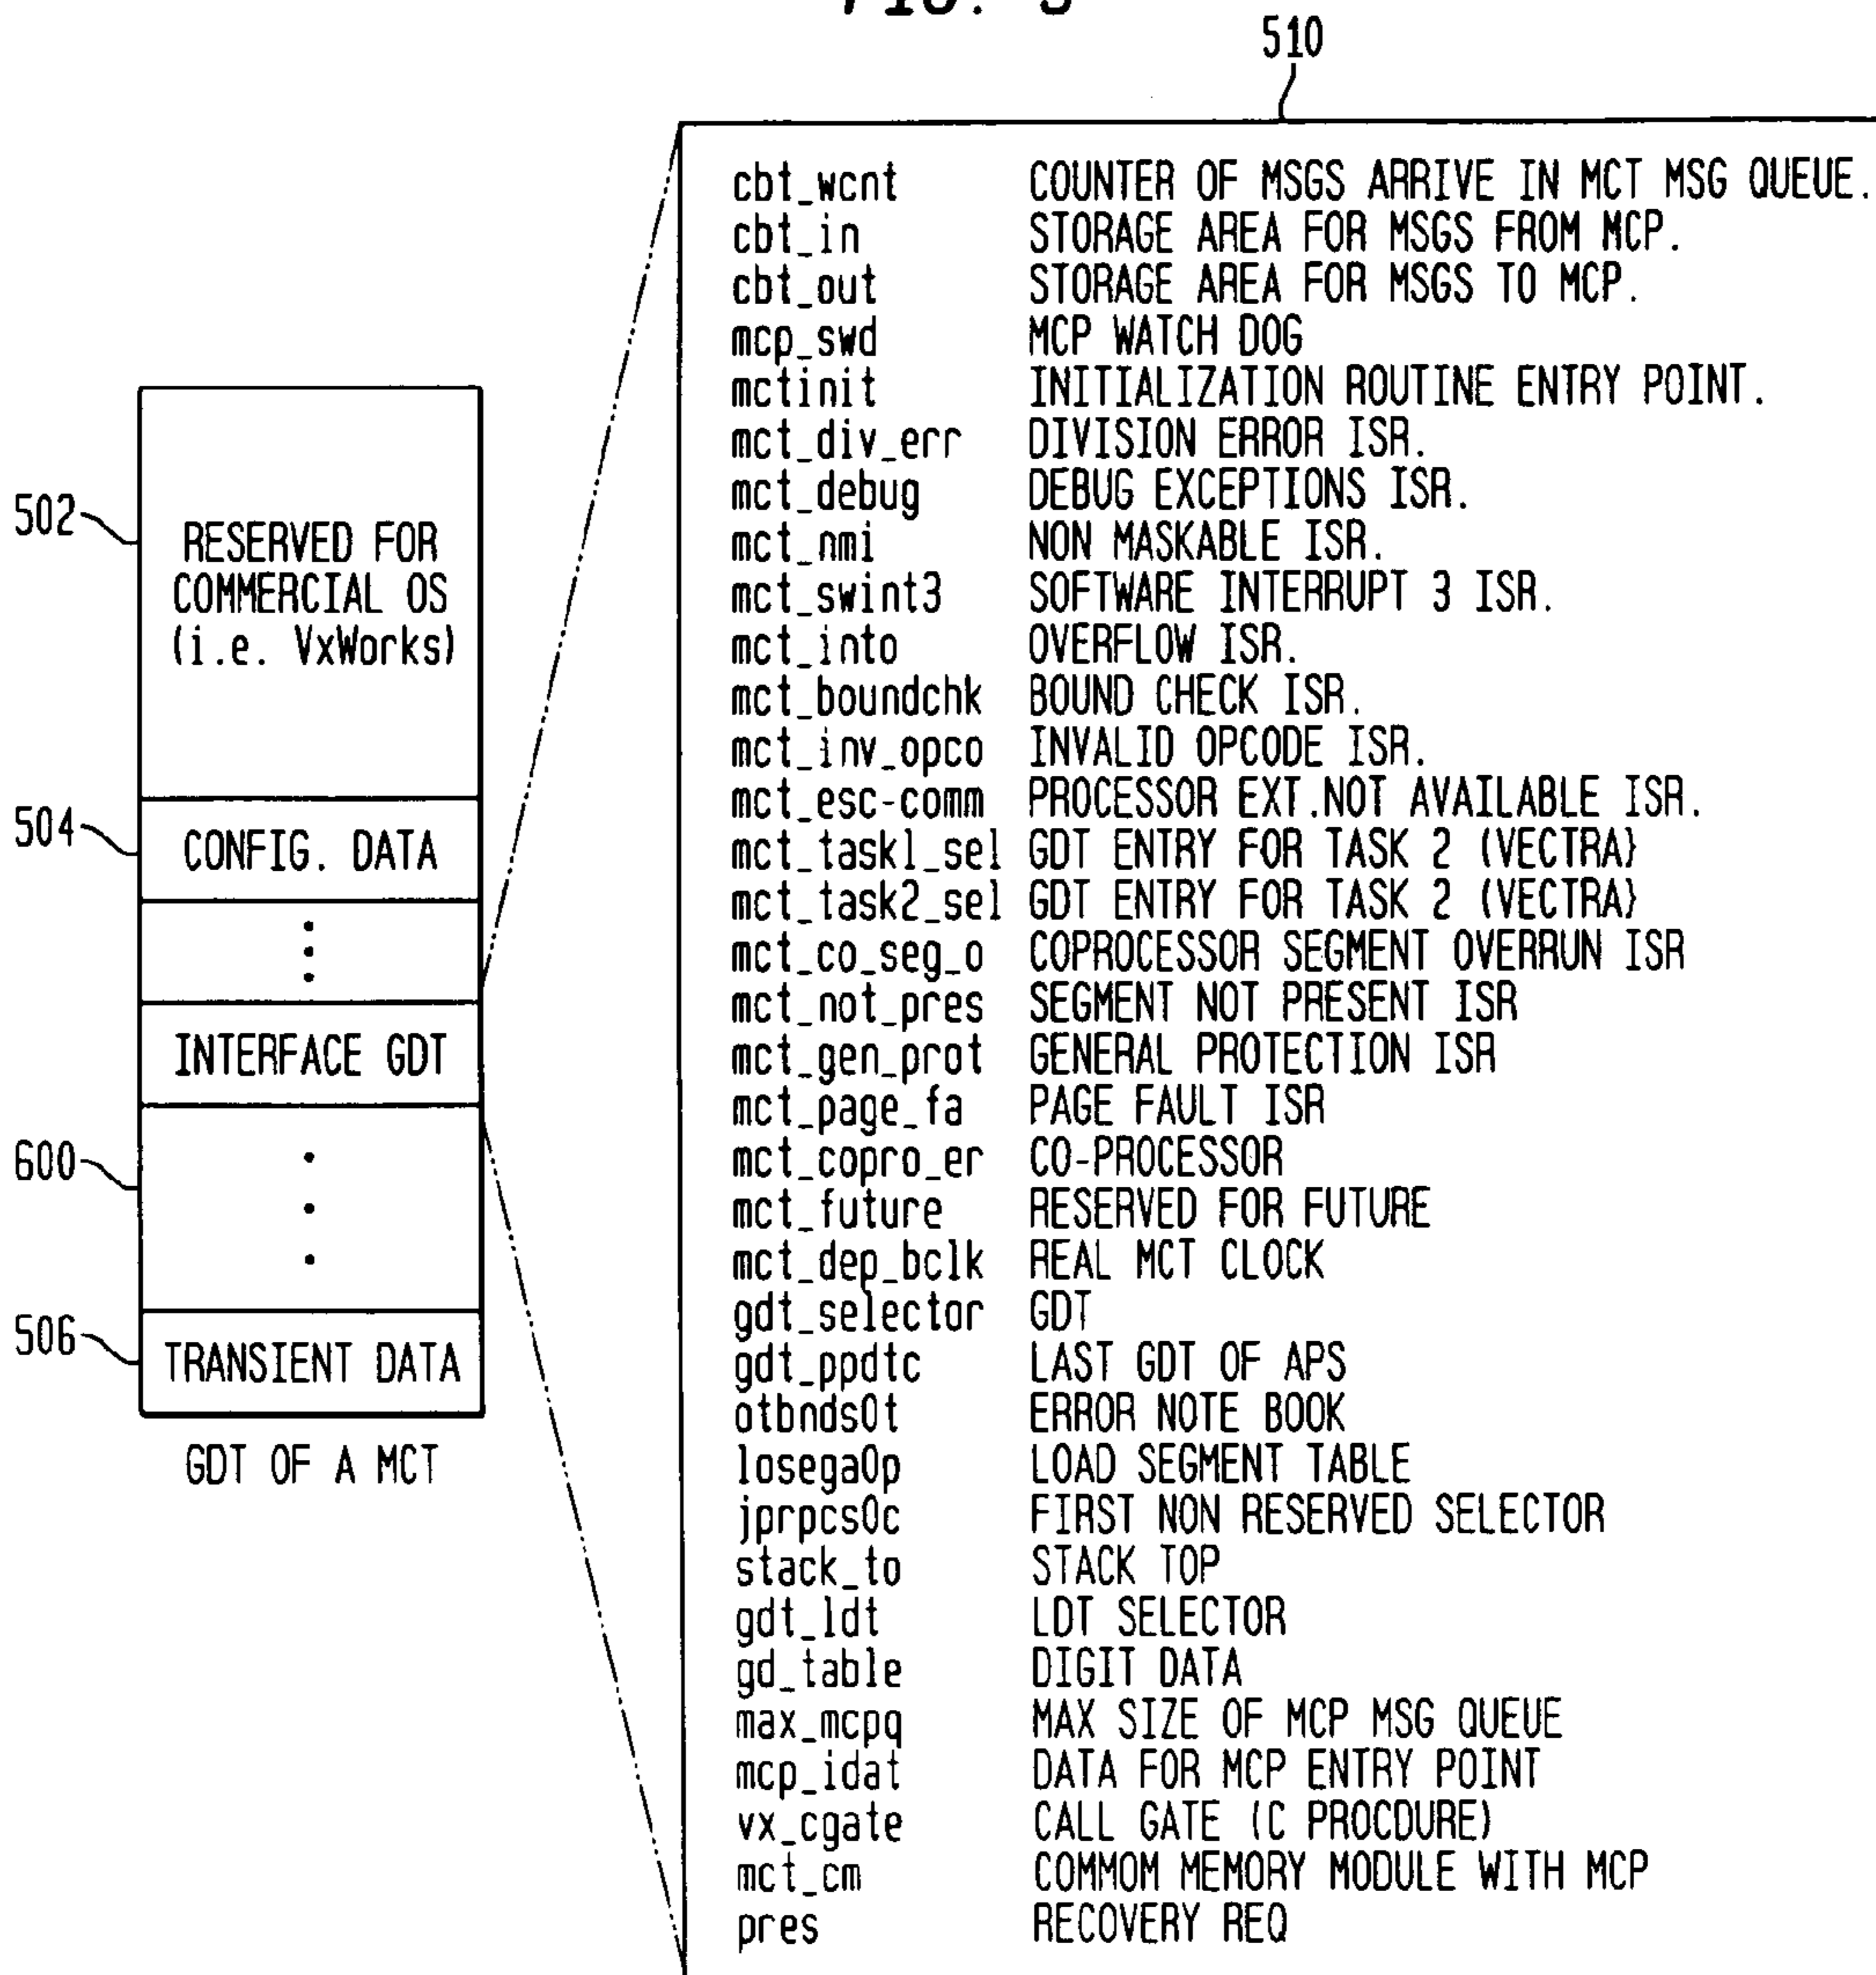 510
cbt_wcnt COUNTER OF MSGS ARRIVE IN MCT MSG QUEUE.
cbt_in STORAGE AREA FOR MSGS FROM MCP.
cbt_out STORAGE AREA FOR MSGS TO MCP.
mcp_swd MCP WATCH DOG
mctinit INITIALIZATION ROUTINE ENTRY POINT.
mct_div_err DIVISION ERROR ISR.
mct_debug DEBUG EXCEPTIONS ISR.
mct_nmi NON MASKABLE ISR.
mct_swint3 SOFTWARE INTERRUPT 3 ISR.
mct_into OVERFLOW ISR.
mct_boundchk BOUND CHECK ISR.
mct_inv_opco INVALID OPCODE ISR.
mct_esc-comm PROCESSOR EXT.NOT AVAILABLE ISR.
mct_task1_sel GDT ENTRY FOR TASK 2 (VECTRA)
mct_task2_sel GDT ENTRY FOR TASK 2 (VECTRA)
mct_co_seg_o COPROCESSOR SEGMENT OVERRUN ISR
mct_not_pres SEGMENT NOT PRESENT ISR
mct_gen_prot GENERAL PROTECTION ISR
mct_page_fa PAGE FAULT ISR
mct_copro_er CO-PROCESSOR
mct_future RESERVED FOR FUTURE
mct_dep_bclk REAL MCT CLOCK
gdt_selector GDT
gdt_ppdtc LAST GDT OF APS
otbnds0t ERROR NOTE BOOK
losega0p LOAD SEGMENT TABLE
jprpcs0c FIRST NON RESERVED SELECTOR
stack_to STACK TOP
gdt_ldt LDT SELECTOR
gd_table DIGIT DATA
max_mcpq MAX SIZE OF MCP MSG QUEUE
mcp_idat DATA FOR MCP ENTRY POINT
vx_cgate CALL GATE (C PROCDURE)
mct_cm COMMOM MEMORY MODULE WITH MCP
pres RECOVERY REQ
502
RESERVED FOR
COMMERCIAL OS
(i.e. VxWorks)
504
CONFIG. DATA
INTERFACE GDT
600
506
TRANSIENT DATA
GDT OF A MCT